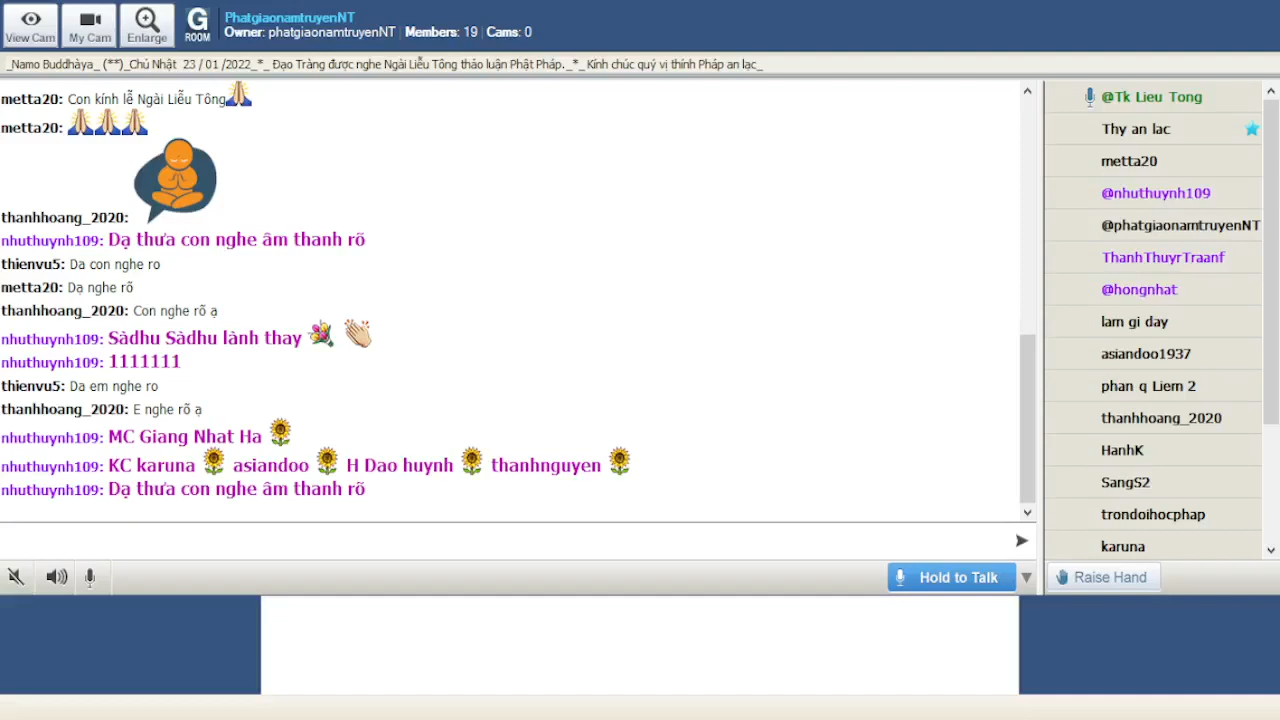 View Cam
My Cam
Enlarge
G
ROOM
PhatgiaonamtruyenNT
Owner: phatgiaonamtruyenNT | Members: 19 | Cams: 0
_Namo Buddhàya_ (**)_Chủ Nhật 23 / 01 /2022_*_ Đạo Tràng được nghe Ngài Liễu Tông thảo luận Phật Pháp._*_ Kính chúc quý vị thính Pháp an lạc_
metta20: Con kính lễ Ngài Liễu Tông
metta20:
thanhhoang_2020:
nhuthuynh109: Dạ thưa con nghe âm thanh rõ
thienvu5: Da con nghe ro
metta20: Dạ nghe rõ
thanhhoang_2020: Con nghe rõ ạ
nhuthuynh109: Sàdhu Sàdhu lành thay
nhuthuynh109: 1111111
thienvu5: Da em nghe ro
thanhhoang_2020: E nghe rõ ạ
nhuthuynh109: MC Giang Nhat Ha
nhuthuynh109: KC karuna asiandoo H Dao huynh thanhnguyen
nhuthuynh109: Dạ thưa con nghe âm thanh rõ
@Tk Lieu Tong
Thy an lac
metta20
@nhuthuynh109
@phatgiaonamtruyenNT
ThanhThuyrTraanf
@hongnhat
lam gi day
asiandoo1937
phan q Liem 2
thanhhoang_2020
HanhK
SangS2
trondoihocphap
karuna
Hold to Talk
Raise Hand